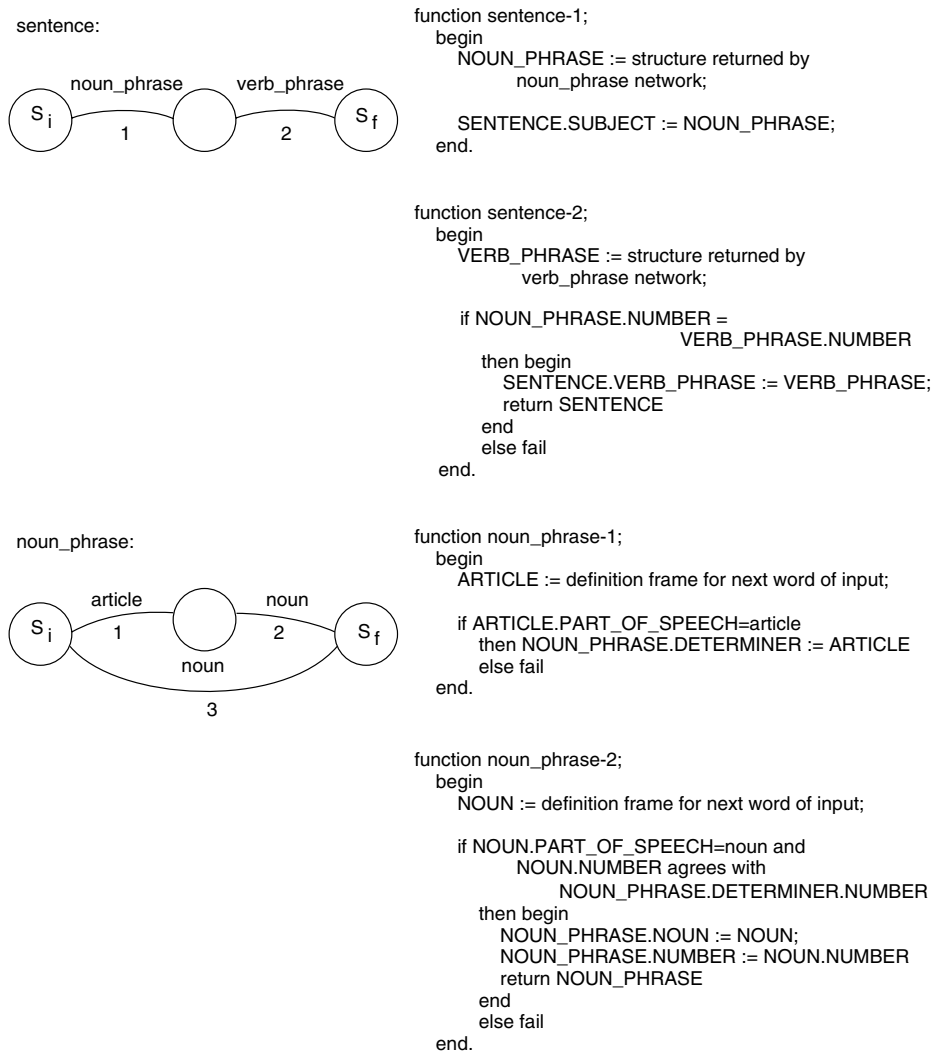 sentence:
noun_phrase verb_phrase
Si 1 2 Sf
function sentence-1;
begin
NOUN_PHRASE := structure returned by
noun_phrase network;
SENTENCE.SUBJECT := NOUN_PHRASE;
end.
function sentence-2;
begin
VERB_PHRASE := structure returned by
verb_phrase network;
if NOUN_PHRASE.NUMBER =
VERB_PHRASE.NUMBER
then begin
SENTENCE.VERB_PHRASE := VERB_PHRASE;
return SENTENCE
end
else fail
end.
noun_phrase:
article noun
Si 1 2 Sf
noun
3
function noun_phrase-1;
begin
ARTICLE := definition frame for next word of input;
if ARTICLE.PART_OF_SPEECH=article
then NOUN_PHRASE.DETERMINER := ARTICLE
else fail
end.
function noun_phrase-2;
begin
NOUN := definition frame for next word of input;
if NOUN.PART_OF_SPEECH=noun and
NOUN.NUMBER agrees with
NOUN_PHRASE.DETERMINER.NUMBER
then begin
NOUN_PHRASE.NOUN := NOUN;
NOUN_PHRASE.NUMBER := NOUN.NUMBER
return NOUN_PHRASE
end
else fail
end.